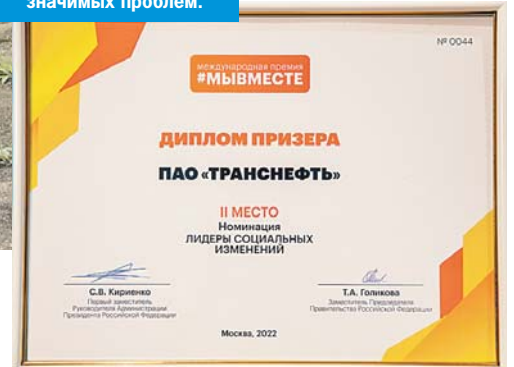 значимых проблем.
№ 0044
международная премия
#МЫВМЕСТЕ
ДИПЛОМ ПРИЗЕРА
ПАО «ТРАНСНЕФТЬ»
II МЕСТО
Номинация
ЛИДЕРЫ СОЦИАЛЬНЫХ
ИЗМЕНЕНИЙ
С.В. Кириенко
Первый заместитель
Руководителя Администрации
Президента Российской Федерации
Т.А. Голикова
Заместитель Председателя
Правительства Российской Федерации
Москва, 2022